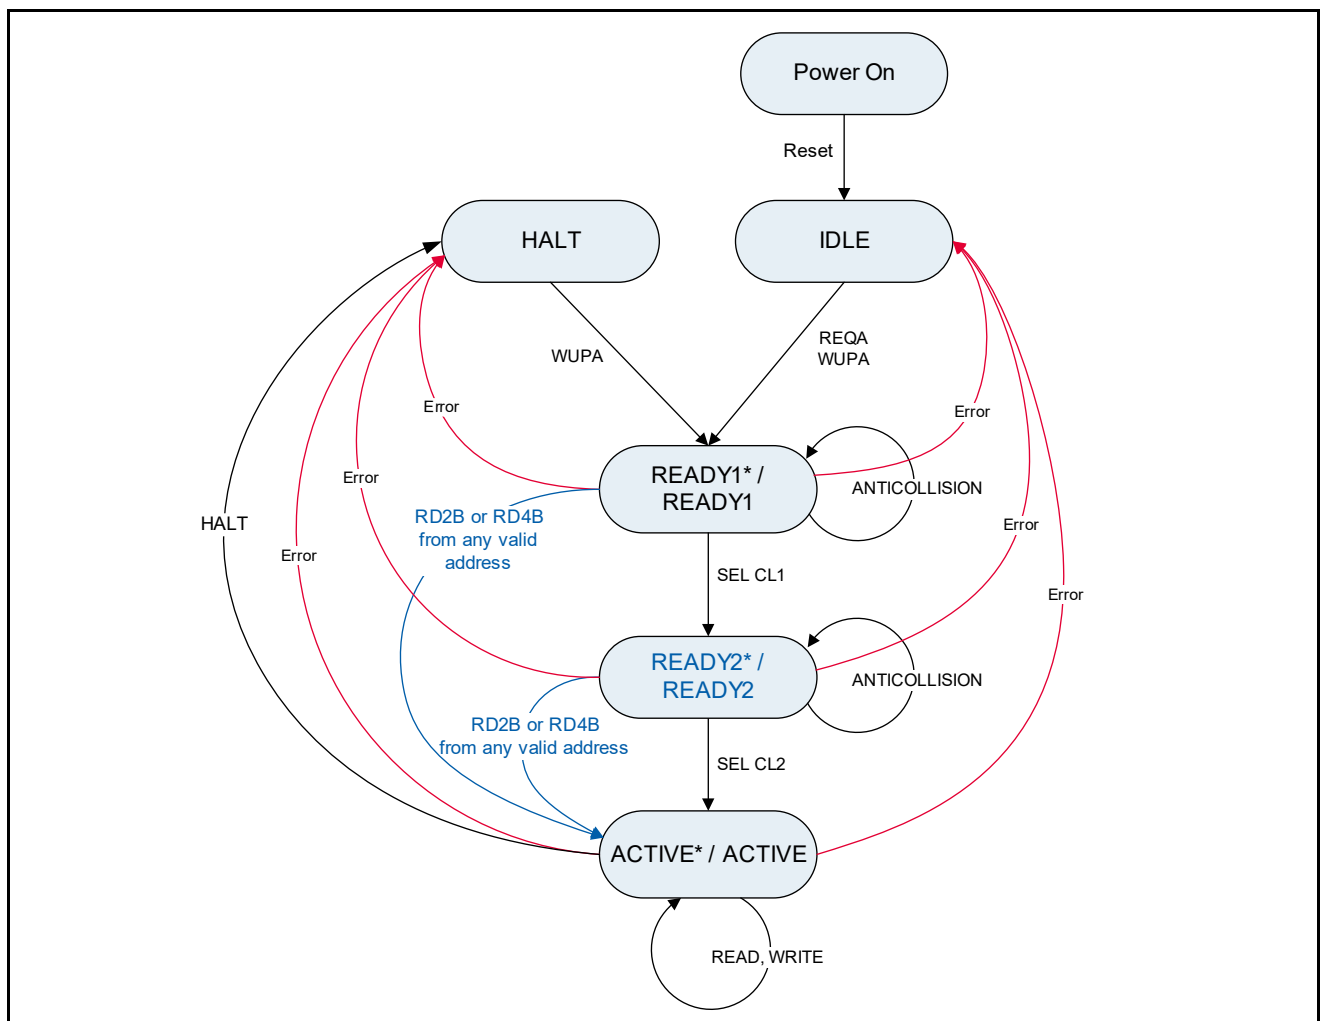 Power On
Reset
HALT
IDLE
WUPA
REQA
WUPA
Error
Error
READY1* /
READY1
ANTICOLLISION
Error
RD2B or RD4B
from any valid
address
HALT
Error
Error
SEL CL1
Error
READY2* /
READY2
ANTICOLLISION
RD2B or RD4B
from any valid address
SEL CL2
ACTIVE* / ACTIVE
READ, WRITE